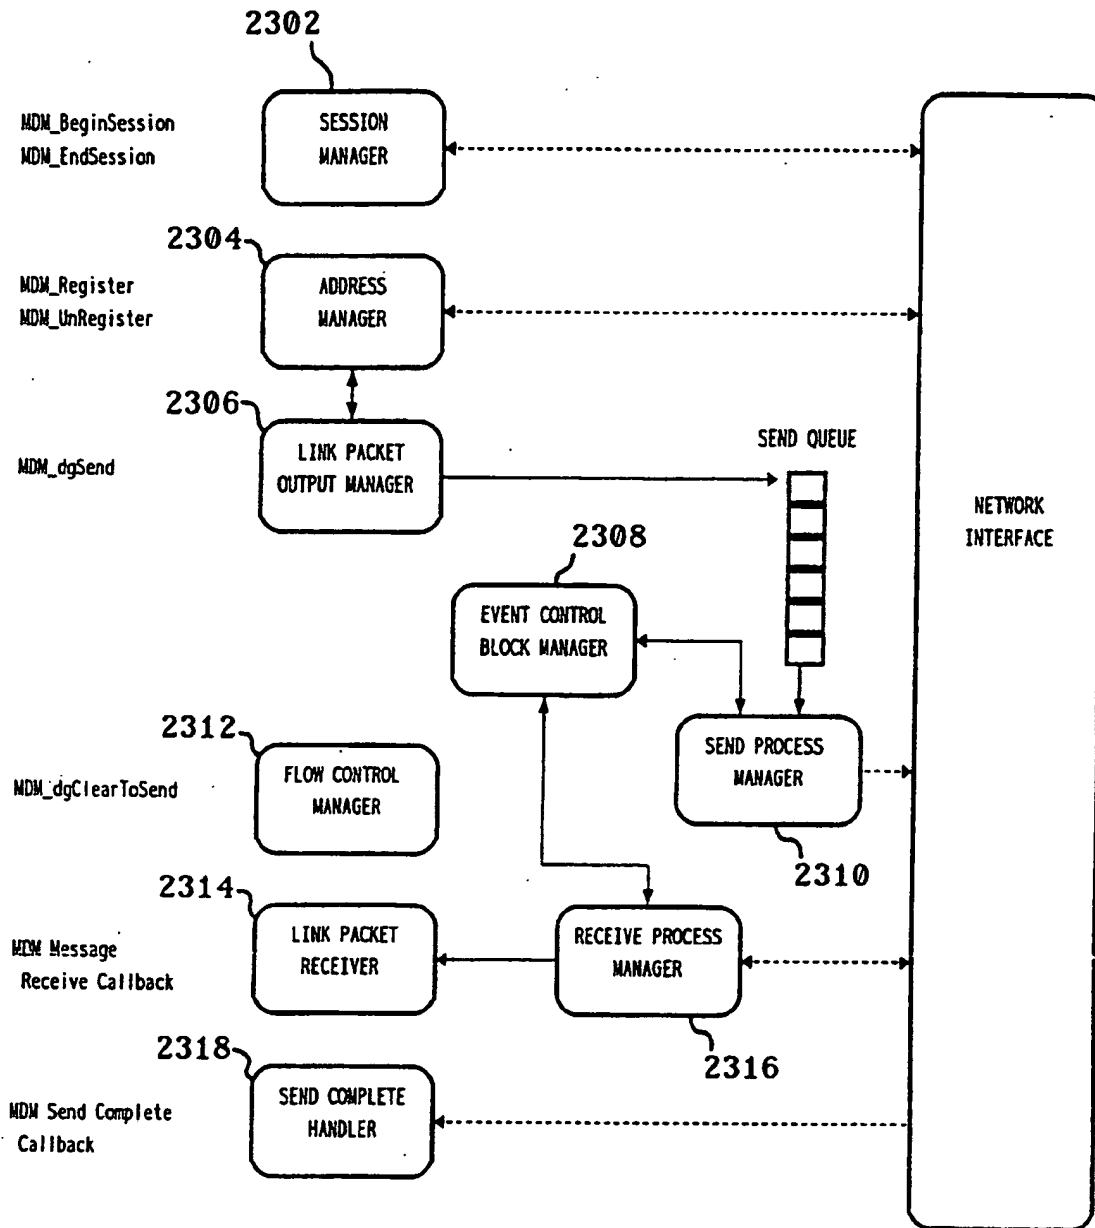 2302
MDM_BeginSession
MDM_EndSession
SESSION
MANAGER
2304
MDM_Register
MDM_UnRegister
ADDRESS
MANAGER
2306
MDM_dgSend
LINK PACKET
OUTPUT MANAGER
SEND QUEUE
NETWORK
INTERFACE
2308
EVENT CONTROL
BLOCK MANAGER
2312
MDM_dgClearToSend
FLOW CONTROL
MANAGER
SEND PROCESS
MANAGER
2310
2314
MDM Message
Receive Callback
LINK PACKET
RECEIVER
RECEIVE PROCESS
MANAGER
2316
2318
MDM Send Complete
Callback
SEND COMPLETE
HANDLER